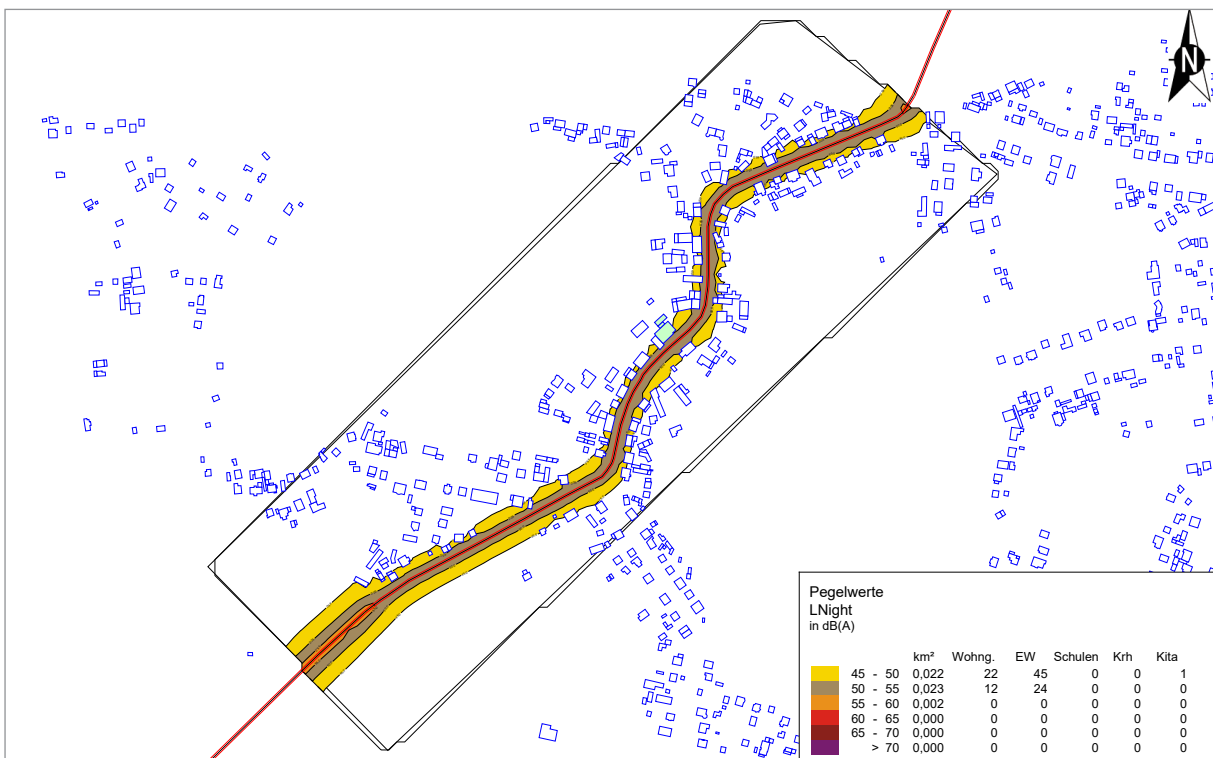 N
Pegelwerte
LNight
in dB(A)
km² Wohng. EW Schulen Krh Kita
45 - 50 0,022 22 45 0 0 1
50 - 55 0,023 12 24 0 0 0
55 - 60 0,002 0 0 0 0 0
60 - 65 0,000 0 0 0 0 0
65 - 70 0,000 0 0 0 0 0
> 70 0,000 0 0 0 0 0